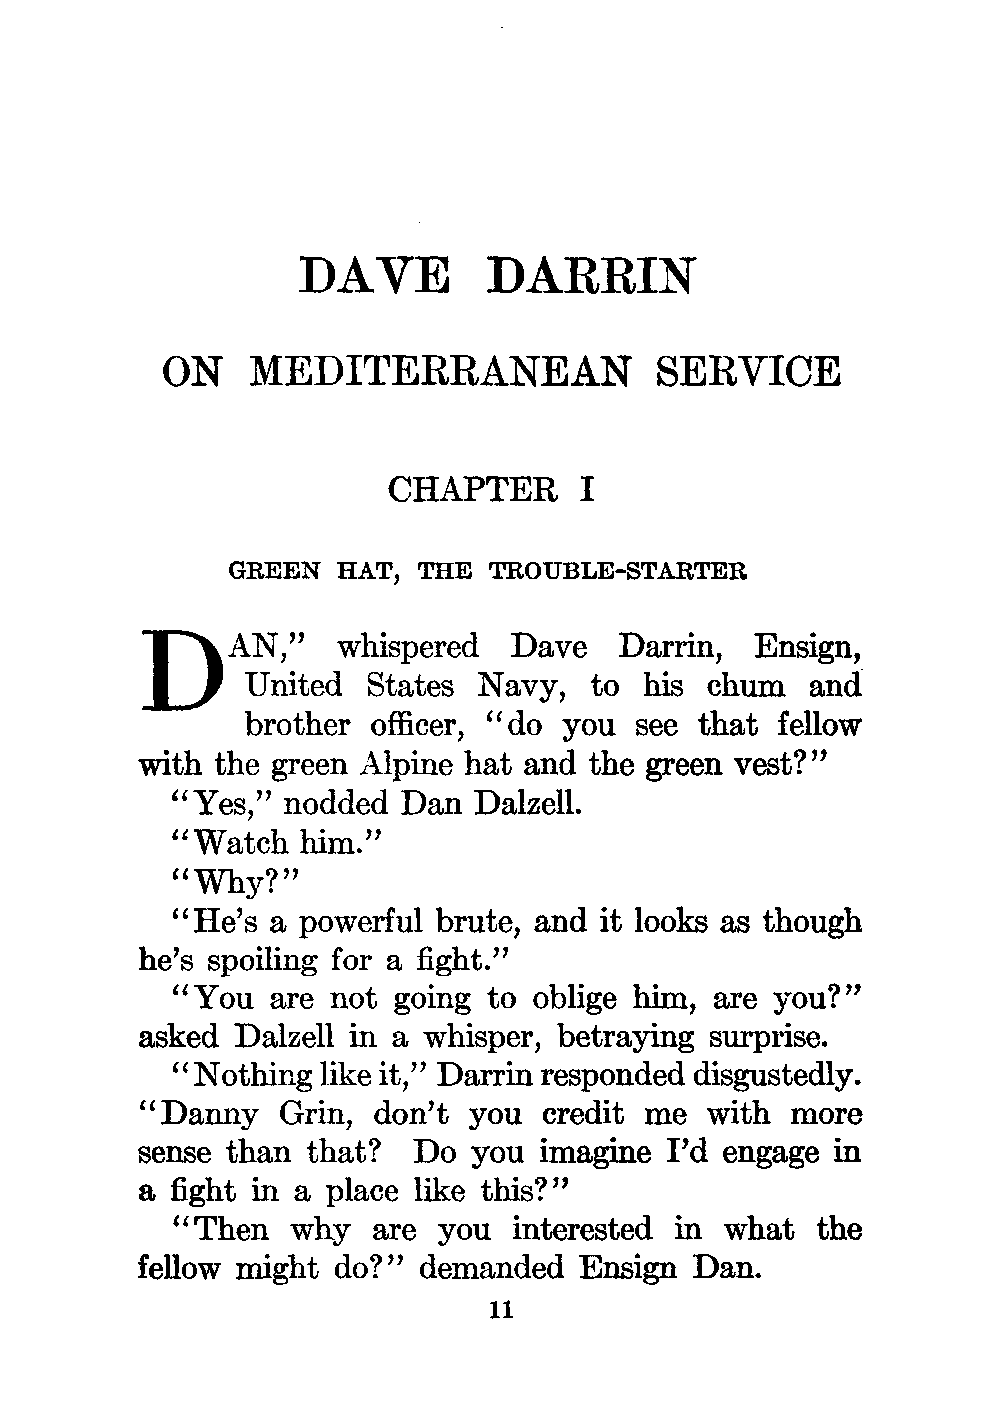 DAVE DARRIN
ON MEDITERRANEAN SERVICE
CHAPTER I
GREEN HAT, THE TROUBLE-STARTER
DAN," whispered Dave Darrin, Ensign,
United States Navy, to his chum and
brother officer, "do you see that fellow
with the green Alpine hat and the green vest?"
"Yes," nodded Dan Dalzell.
"Watch him."
"Why?"
"He's a powerful brute, and it looks as though
he's spoiling for a fight."
"You are not going to oblige him, are you?"
asked Dalzell in a whisper, betraying surprise.
"Nothing like it," Darrin responded disgustedly.
"Danny Grin, don't you credit me with more
sense than that? Do you imagine I'd engage in
a fight in a place like this?"
"Then why are you interested in what the
fellow might do?" demanded Ensign Dan.
11